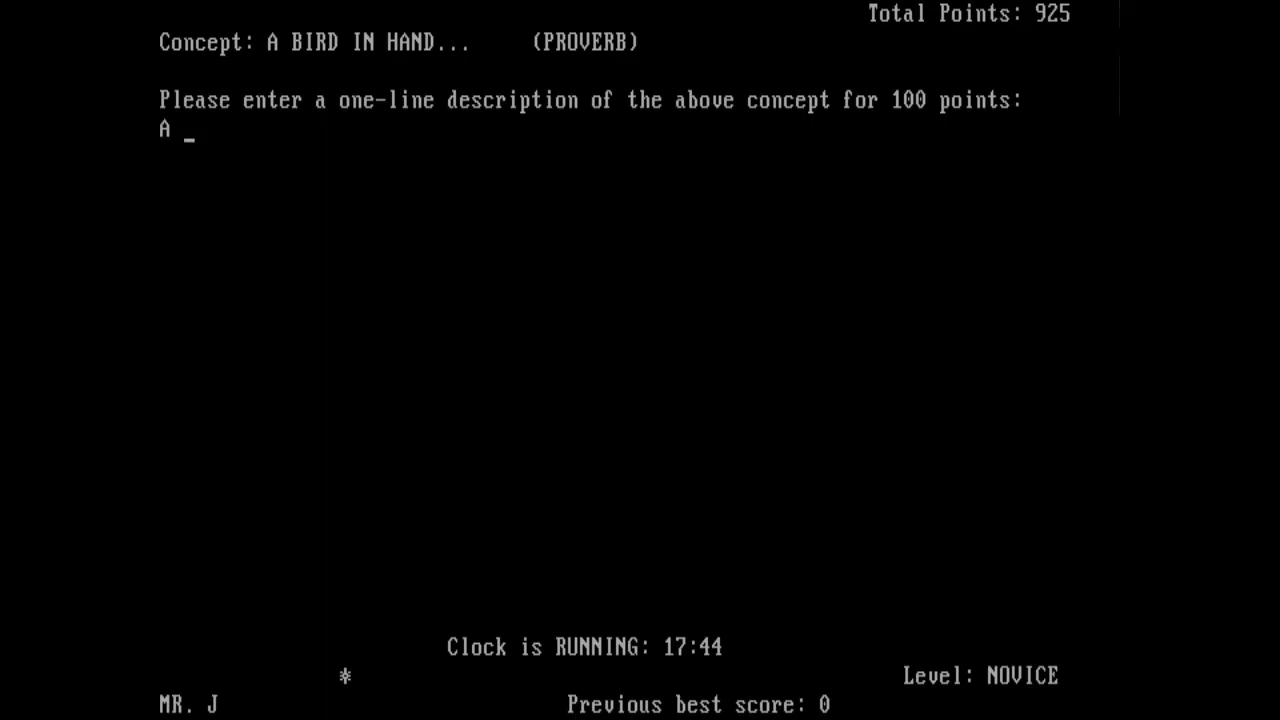 Total Points: 925
Concept: A BIRD IN HAND... (PROVERB)
Please enter a one-line description of the above concept for 100 points:
A _
Clock is RUNNING: 17:44
* Level: NOVICE
MR. J Previous best score: 0